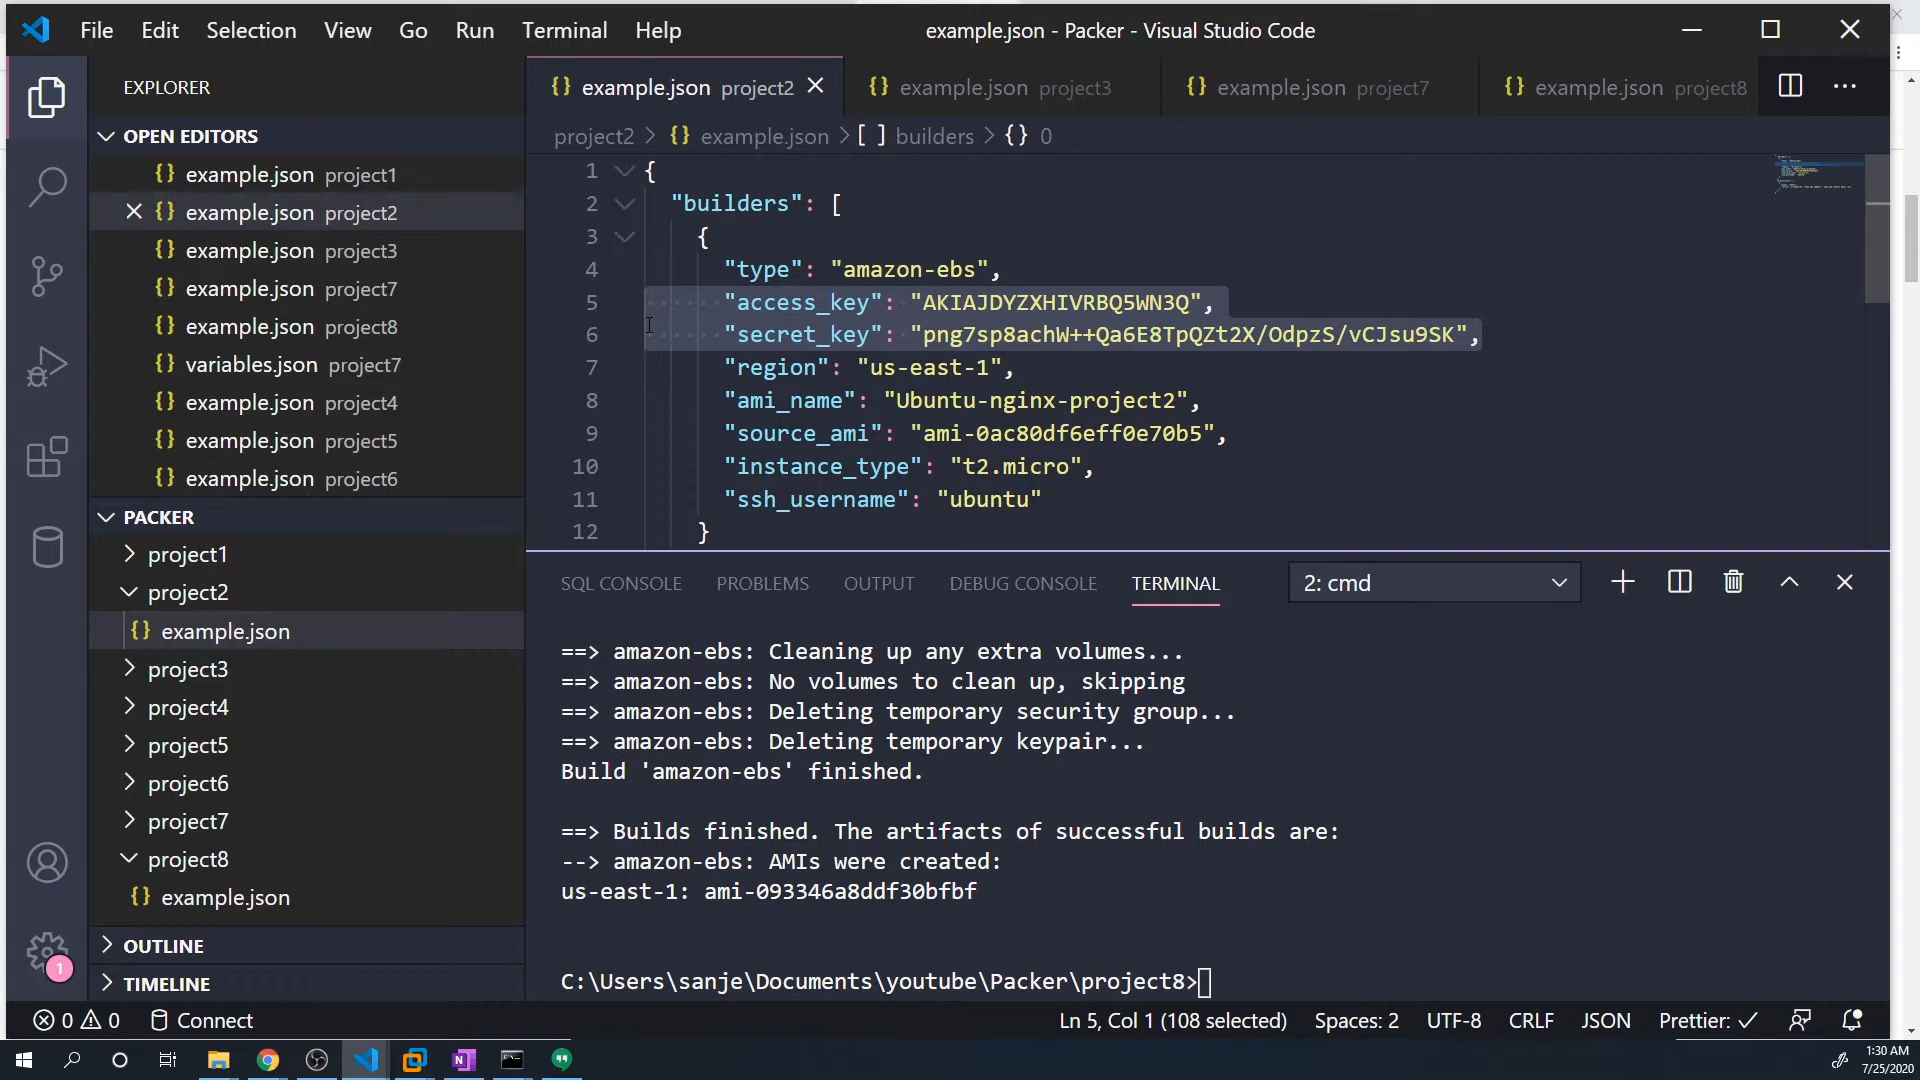 File Edit Selection View Go Run Terminal Help
example.json - Packer - Visual Studio Code
EXPLORER
OPEN EDITORS
{} example.json project1
{} example.json project2
{} example.json project3
{} example.json project7
{} example.json project8
{} variables.json project7
{} example.json project4
{} example.json project5
{} example.json project6
PACKER
project1
project2
{} example.json
project3
project4
project5
project6
project7
project8
{} example.json
OUTLINE
TIMELINE
{} example.json project2 {} example.json project3 {} example.json project7 {} example.json project8
project2 > {} example.json > [ ] builders > {} 0
1 {
2 "builders": [
3 {
4 "type": "amazon-ebs",
5 "access_key": "AKIAJDYZXHIVRBQ5WN3Q",
6 "secret_key": "png7sp8achW++Qa6E8TpQZt2X/OdpzS/vCJsu9SK",
7 "region": "us-east-1",
8 "ami_name": "Ubuntu-nginx-project2",
9 "source_ami": "ami-0ac80df6eff0e70b5",
10 "instance_type": "t2.micro",
11 "ssh_username": "ubuntu"
12 }
SQL CONSOLE PROBLEMS OUTPUT DEBUG CONSOLE TERMINAL 2: cmd
==> amazon-ebs: Cleaning up any extra volumes...
==> amazon-ebs: No volumes to clean up, skipping
==> amazon-ebs: Deleting temporary security group...
==> amazon-ebs: Deleting temporary keypair...
Build 'amazon-ebs' finished.
==> Builds finished. The artifacts of successful builds are:
--> amazon-ebs: AMIs were created:
us-east-1: ami-093346a8ddf30bfbf
C:\Users\sanje\Documents\youtube\Packer\project8>
1
0 0 Connect
Ln 5, Col 1 (108 selected) Spaces: 2 UTF-8 CRLF JSON Prettier: ✓
1:30 AM
7/25/2020